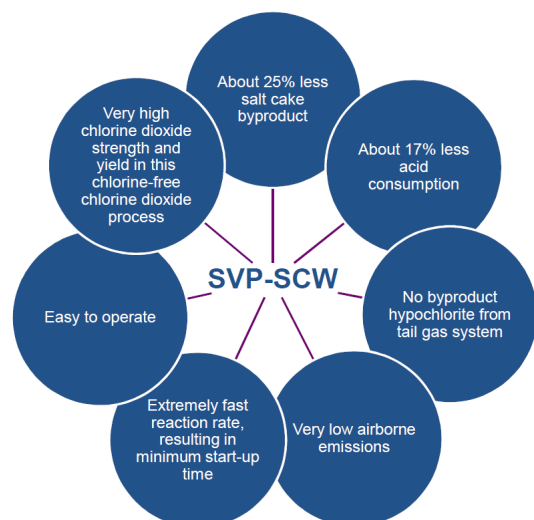 About 25% less
salt cake
byproduct
About 17% less
acid
consumption
No byproduct
hypochlorite from
tail gas system
Very low airborne
emissions
Extremely fast
reaction rate,
resulting in
minimum start-up
time
Easy to operate
Very high
chlorine dioxide
strength and
yield in this
chlorine-free
chlorine dioxide
process
SVP-SCW